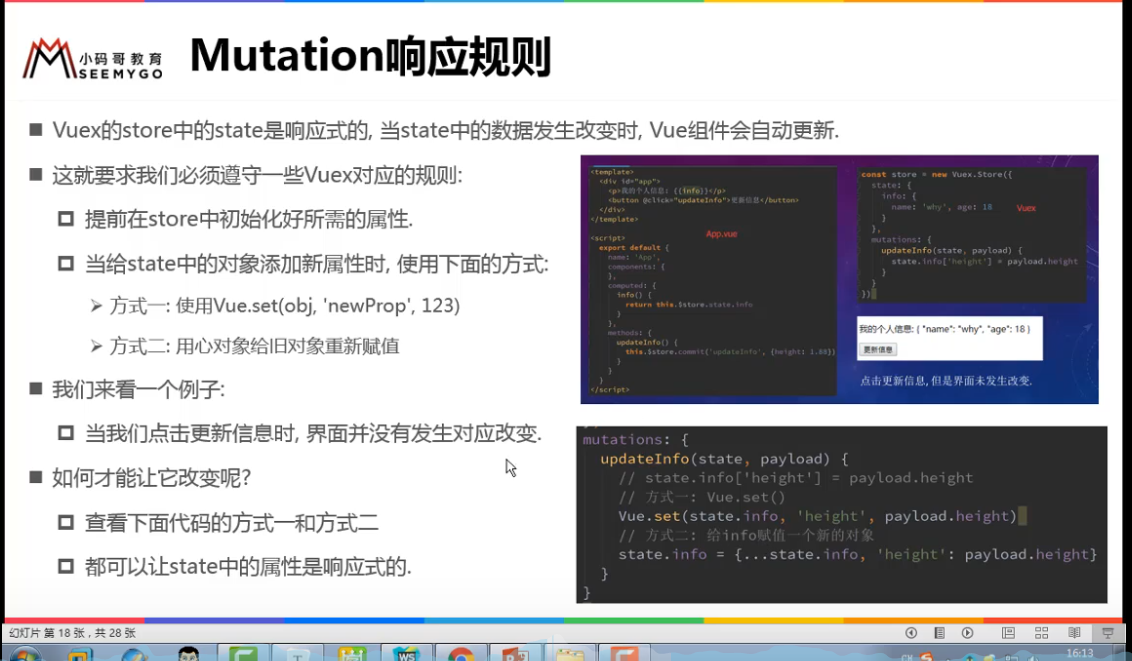 小码哥教育
SEEMYGO
Mutation响应规则
Vuex的store中的state是响应式的, 当state中的数据发生改变时, Vue组件会自动更新.
这就要求我们必须遵守一些Vuex对应的规则:
提前在store中初始化好所需的属性.
当给state中的对象添加新属性时, 使用下面的方式:
方式一: 使用Vue.set(obj, 'newProp', 123)
方式二: 用心对象给旧对象重新赋值
我们来看一个例子:
当我们点击更新信息时, 界面并没有发生对应改变.
如何才能让它改变呢?
查看下面代码的方式一和方式二
都可以让state中的属性是响应式的.
<template>
<div id="app">
<p>我的个人信息: {{info}}</p>
<button @click="updateInfo">更新信息</button>
</div>
</template>
App.vue
<script>
export default {
name: 'App',
components: {
},
computed: {
info() {
return this.$store.state.info
}
},
methods: {
updateInfo() {
this.$store.commit('updateInfo', {height: 1.88})
}
}
}
</script>
const store = new Vuex.Store({
state: {
info: {
name: 'why', age: 18
Vuex
}
},
mutations: {
updateInfo(state, payload) {
state.info['height'] = payload.height
}
}
})
我的个人信息: { "name": "why", "age": 18 }
更新信息
点击更新信息, 但是界面未发生改变.
mutations: {
updateInfo(state, payload) {
// state.info['height'] = payload.height
// 方式一: Vue.set()
Vue.set(state.info, 'height', payload.height)
// 方式二: 给info赋值一个新的对象
state.info = {...state.info, 'height': payload.height}
}
}
幻灯片 第 18 张 , 共 28 张
WS
CH
16:13